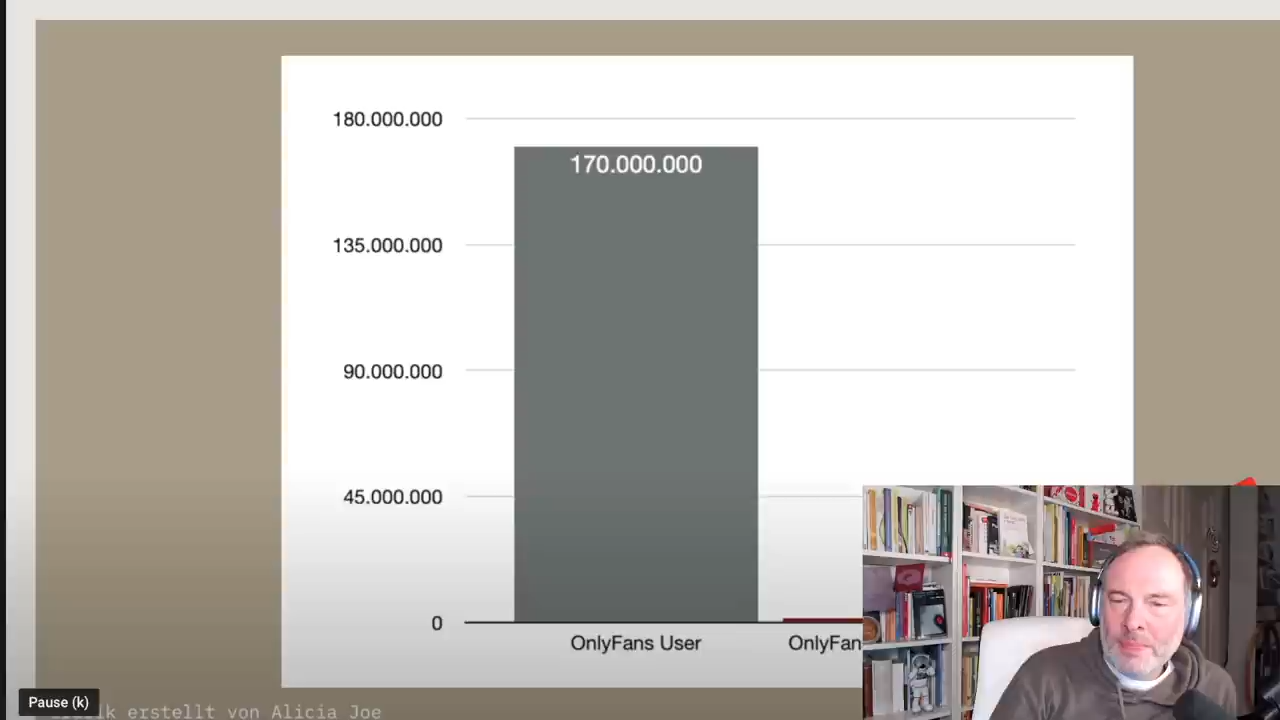 180.000.000
170.000.000
135.000.000
90.000.000
45.000.000
0
OnlyFans User
OnlyFan
Pause (k)
erstellt von Alicia Joe